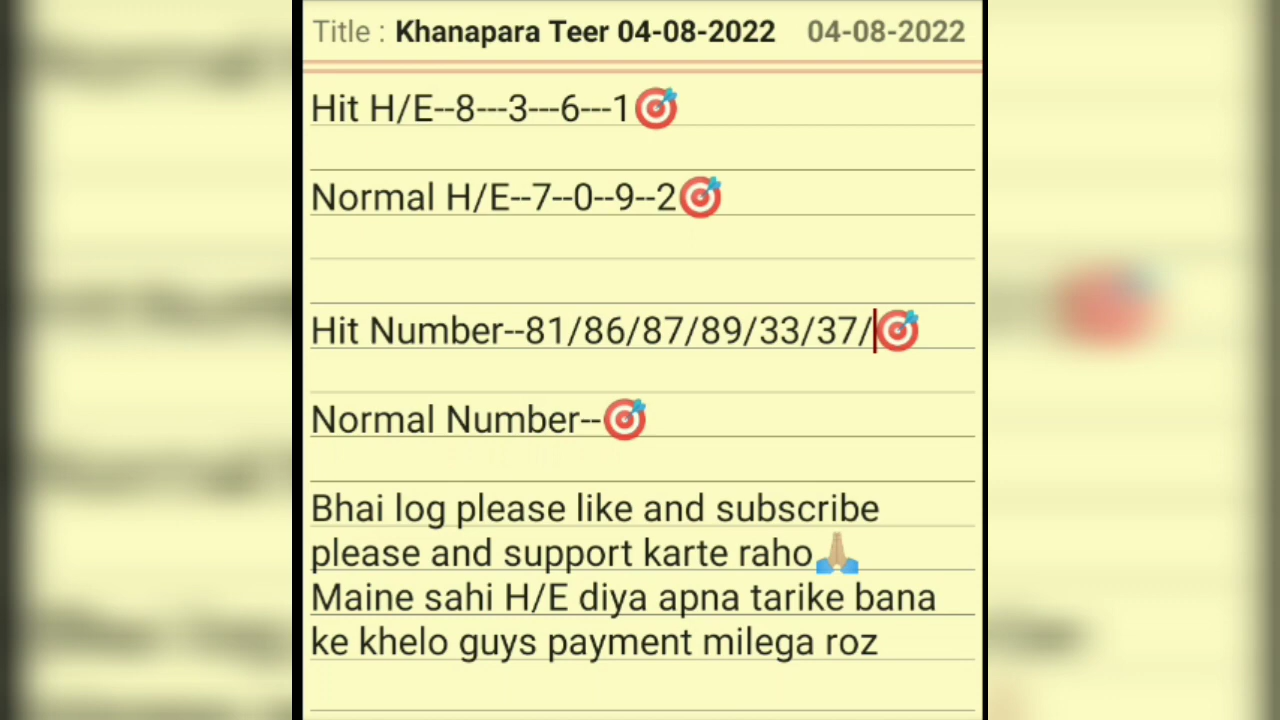 Title : Khanapara Teer 04-08-2022 04-08-2022
Hit H/E--8---3---6---1🎯
Normal H/E--7--0--9--2🎯
Hit Number--81/86/87/89/33/37/🎯
Normal Number--🎯
Bhai log please like and subscribe
please and support karte raho🙏🏼
Maine sahi H/E diya apna tarike bana
ke khelo guys payment milega roz